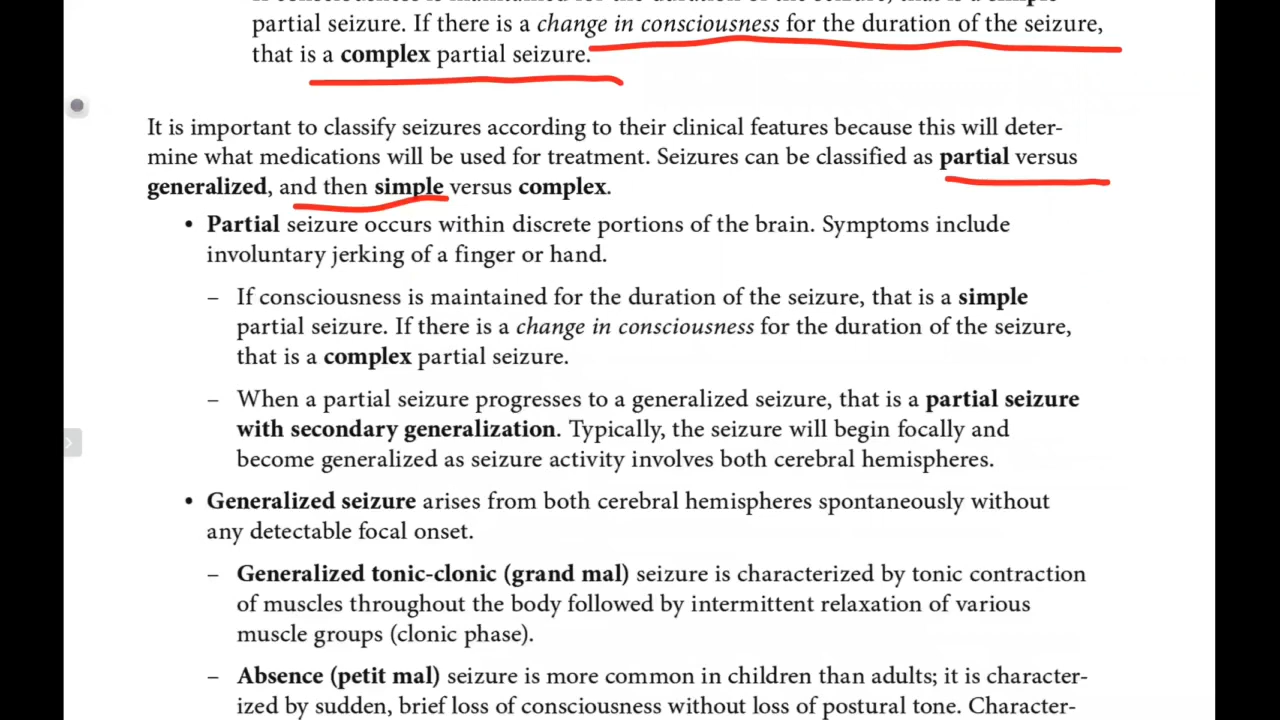 partial seizure. If there is a change in consciousness for the duration of the seizure,
that is a complex partial seizure.
It is important to classify seizures according to their clinical features because this will deter-
mine what medications will be used for treatment. Seizures can be classified as partial versus
generalized, and then simple versus complex.
• Partial seizure occurs within discrete portions of the brain. Symptoms include
involuntary jerking of a finger or hand.
– If consciousness is maintained for the duration of the seizure, that is a simple
partial seizure. If there is a change in consciousness for the duration of the seizure,
that is a complex partial seizure.
– When a partial seizure progresses to a generalized seizure, that is a partial seizure
with secondary generalization. Typically, the seizure will begin focally and
become generalized as seizure activity involves both cerebral hemispheres.
• Generalized seizure arises from both cerebral hemispheres spontaneously without
any detectable focal onset.
– Generalized tonic-clonic (grand mal) seizure is characterized by tonic contraction
of muscles throughout the body followed by intermittent relaxation of various
muscle groups (clonic phase).
– Absence (petit mal) seizure is more common in children than adults; it is character-
ized by sudden, brief loss of consciousness without loss of postural tone. Character-